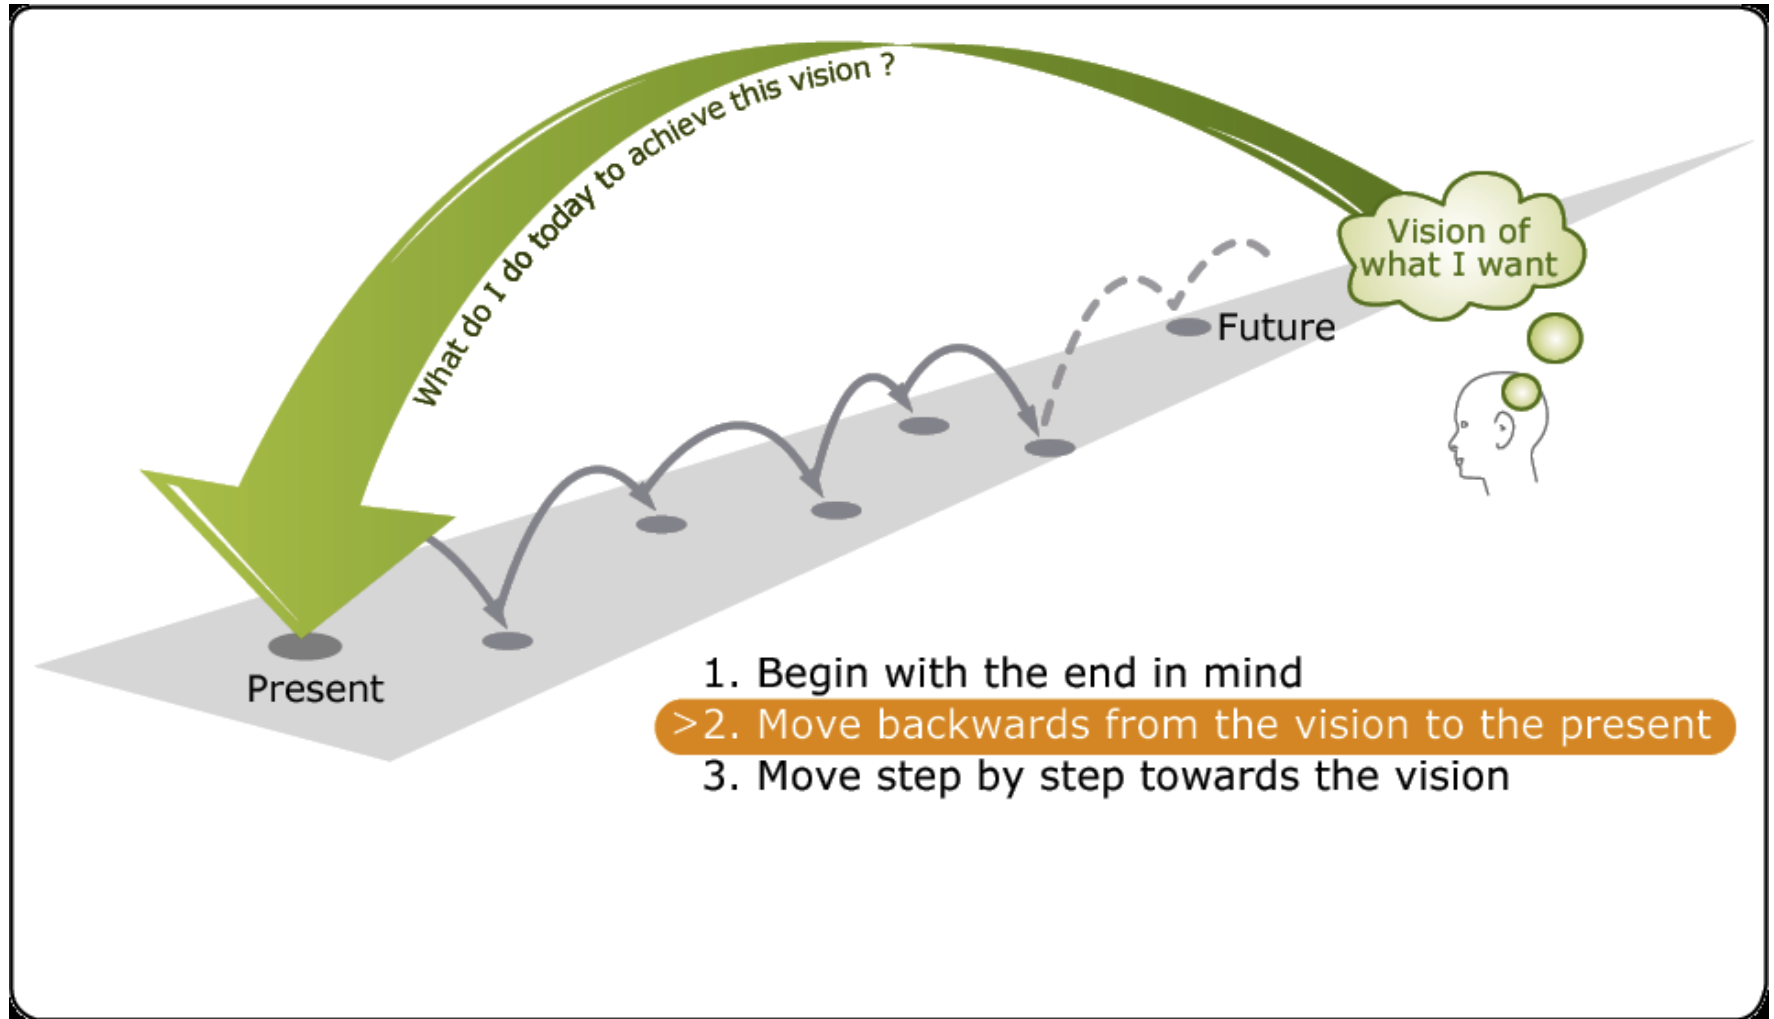 What do I do today to achieve this vision ?
Vision of
what I want
Future
Present
1. Begin with the end in mind
>2. Move backwards from the vision to the present
3. Move step by step towards the vision